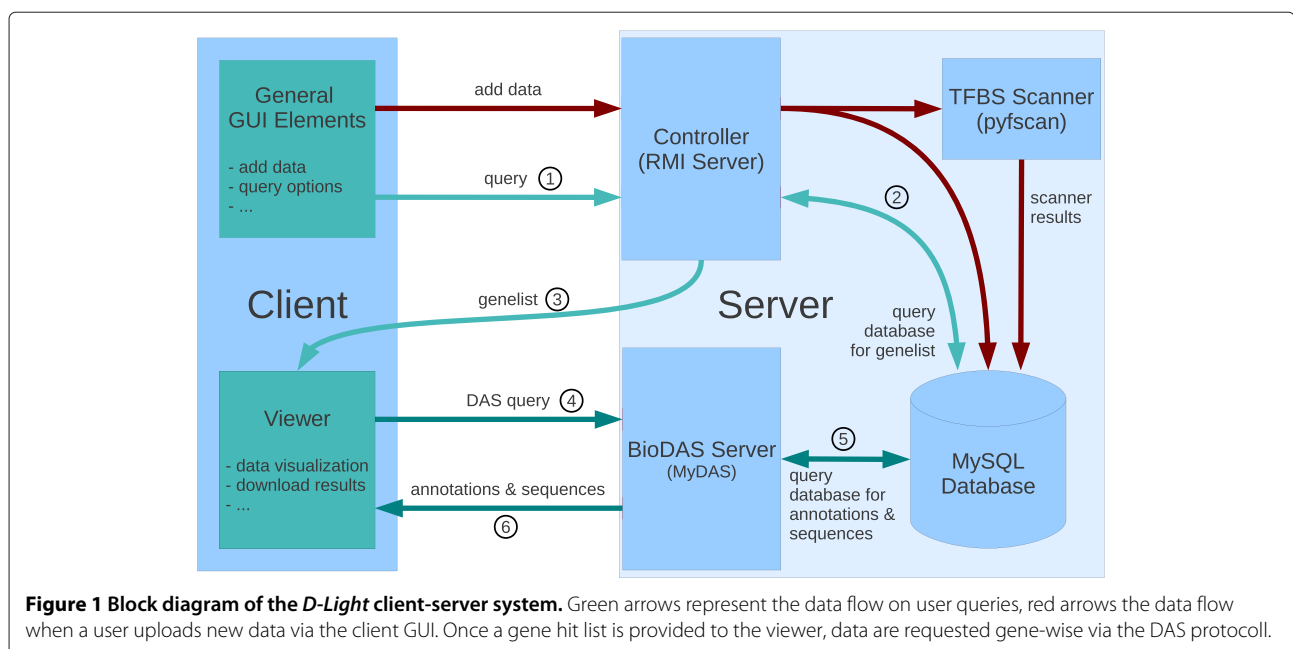 General
GUI Elements
- add data
- query options
- ...
add data
query 1
Controller
(RMI Server)
TFBS Scanner
(pyfscan)
2
scanner
results
Client
genelist 3
Server
query
database
for genelist
Viewer
- data visualization
- download results
- ...
DAS query 4
annotations & sequences
6
BioDAS Server
(MyDAS)
5
query
database for
annotations &
sequences
MySQL
Database
Figure 1 Block diagram of the D-Light client-server system. Green arrows represent the data flow on user queries, red arrows the data flow
when a user uploads new data via the client GUI. Once a gene hit list is provided to the viewer, data are requested gene-wise via the DAS protocoll.